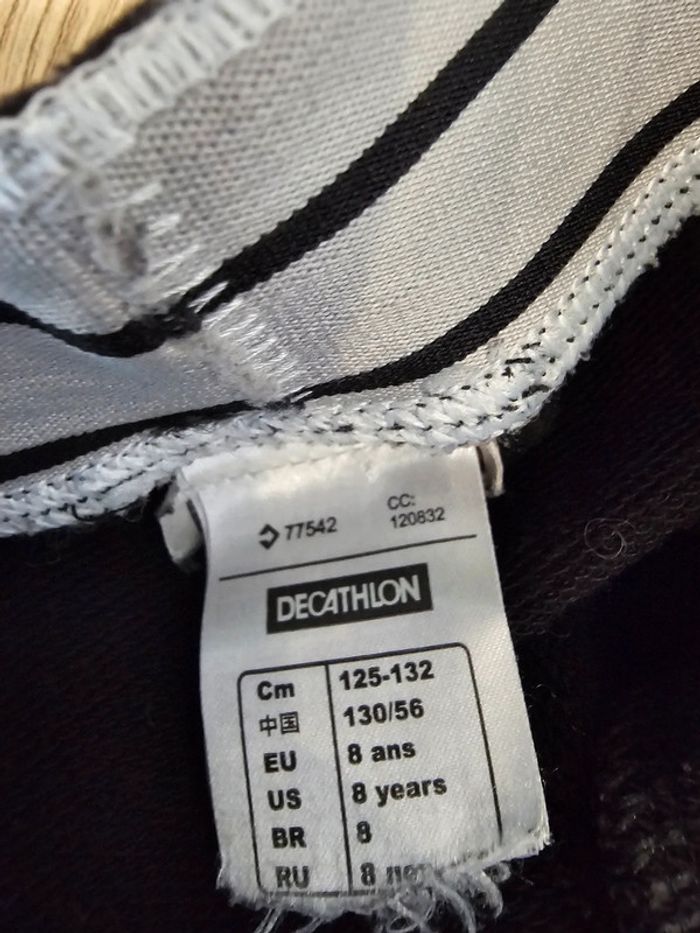 77542
CC:
120832
DECATHLON
Cm 125-132
中国 130/56
EU 8 ans
US 8 years
BR 8
RU 8